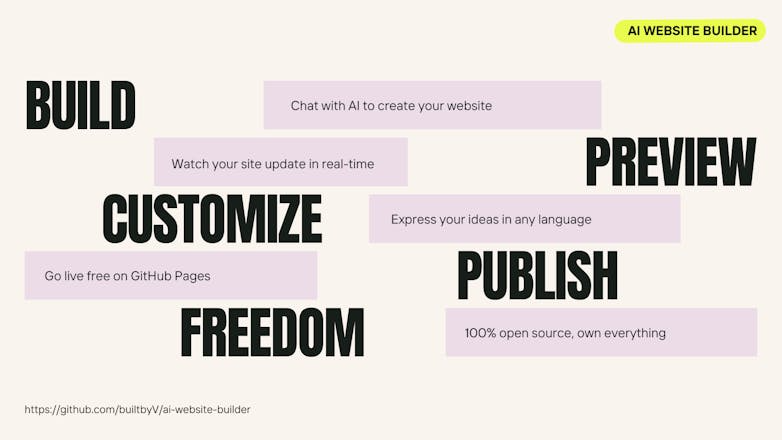 AI WEBSITE BUILDER
BUILD
Chat with AI to create your website
Watch your site update in real-time
PREVIEW
CUSTOMIZE
Express your ideas in any language
Go live free on GitHub Pages
PUBLISH
FREEDOM
100% open source, own everything
https://github.com/builtbyV/ai-website-builder